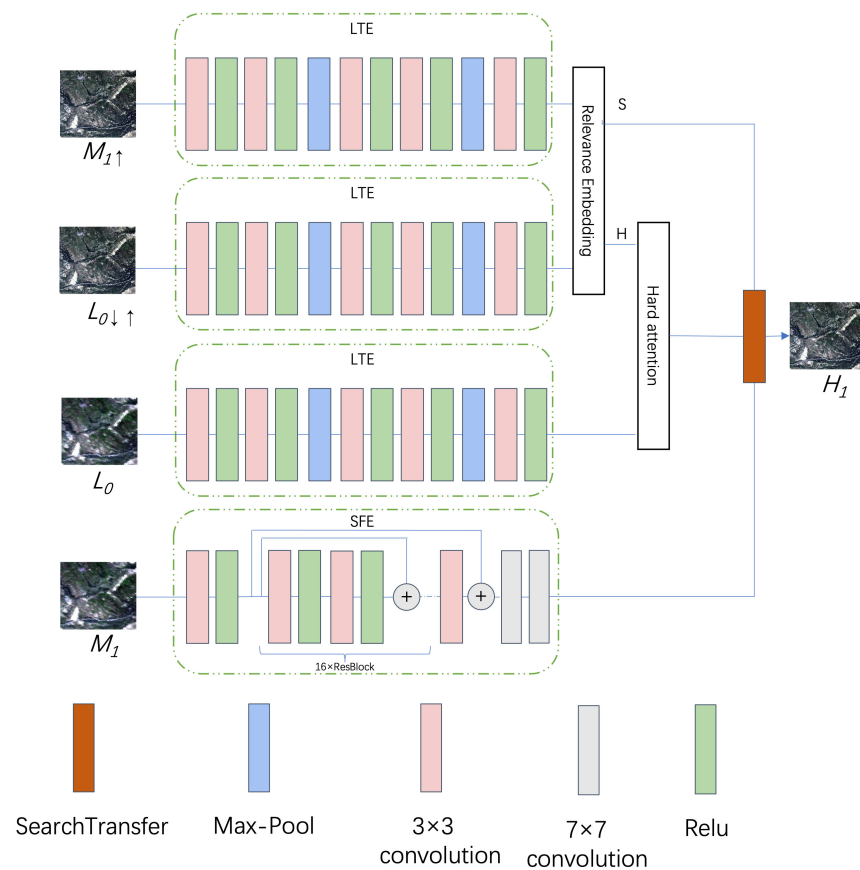 LTE
M1↑
S
Relevance Embedding
LTE
H
L0↓ ↑
Hard attention
LTE
H1
L0
SFE
+
+
M1
16×ResBlock
SearchTransfer
Max-Pool
3×3
convolution
7×7
convolution
Relu